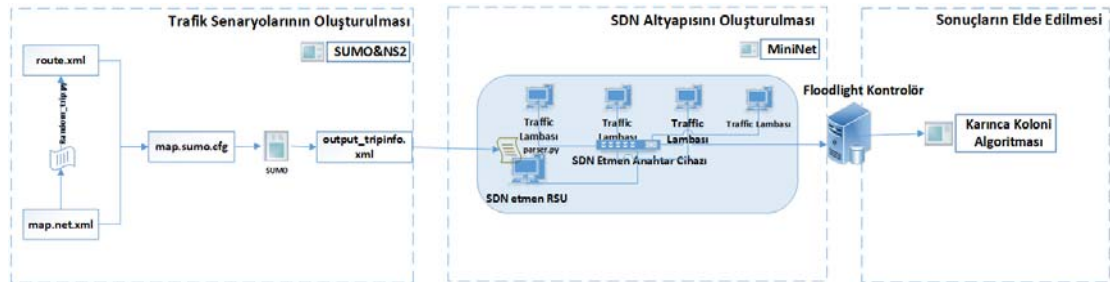 Trafik Senaryolarının Oluşturulması
SUMO&NS2
route.xml
Random_trip.py
map.net.xml
map.sumo.cfg
SUMO
output_tripinfo.
xml
SDN Altyapısını Oluşturulması
MiniNet
Traffic
Lambası
Traffic
Lambası
Traffic
Lambası
Traffic Lambası
parser.py
SDN Etmen Anahtar Cihazı
SDN etmen RSU
Floodlight Kontrolör
Sonuçların Elde Edilmesi
Karınca Koloni
Algoritması